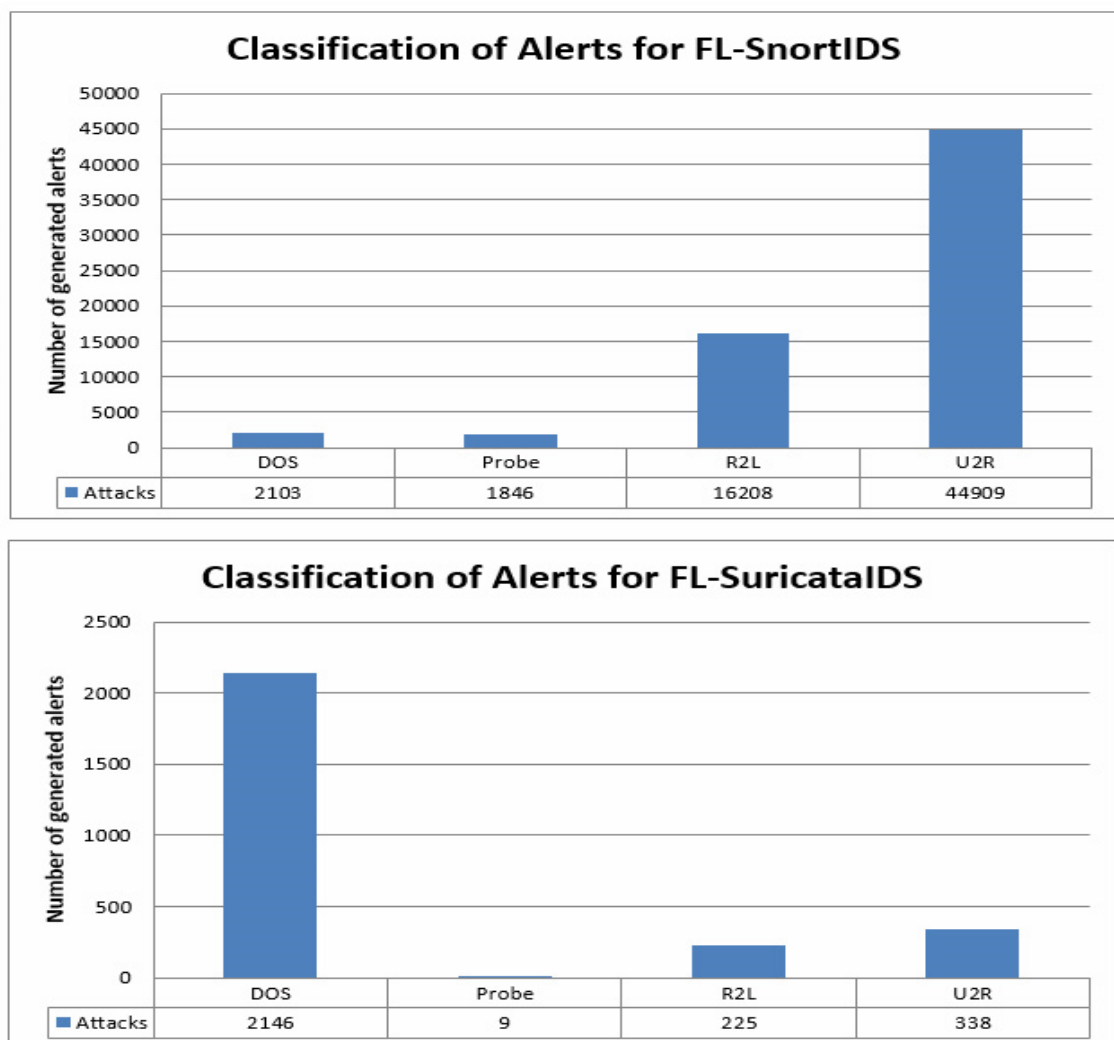 Classification of Alerts for FL-SnortIDS
Number of generated alerts
50000
45000
40000
35000
30000
25000
20000
15000
10000
5000
0
DOS Probe R2L U2R
Attacks 2103 1846 16208 44909
Classification of Alerts for FL-SuricataIDS
Number of generated alerts
2500
2000
1500
1000
500
0
DOS Probe R2L U2R
Attacks 2146 9 225 338